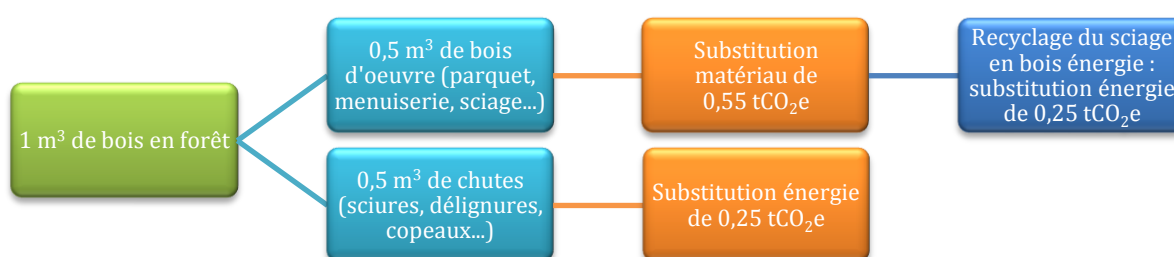 1 m³ de bois en forêt
0,5 m³ de bois
d'oeuvre (parquet,
menuiserie, sciage...)
Substitution
matériau de
0,55 tCO₂e
Recyclage du sciage
en bois énergie :
substitution énergie
de 0,25 tCO₂e
0,5 m³ de chutes
(sciures, délignures,
copeaux...)
Substitution énergie
de 0,25 tCO₂e